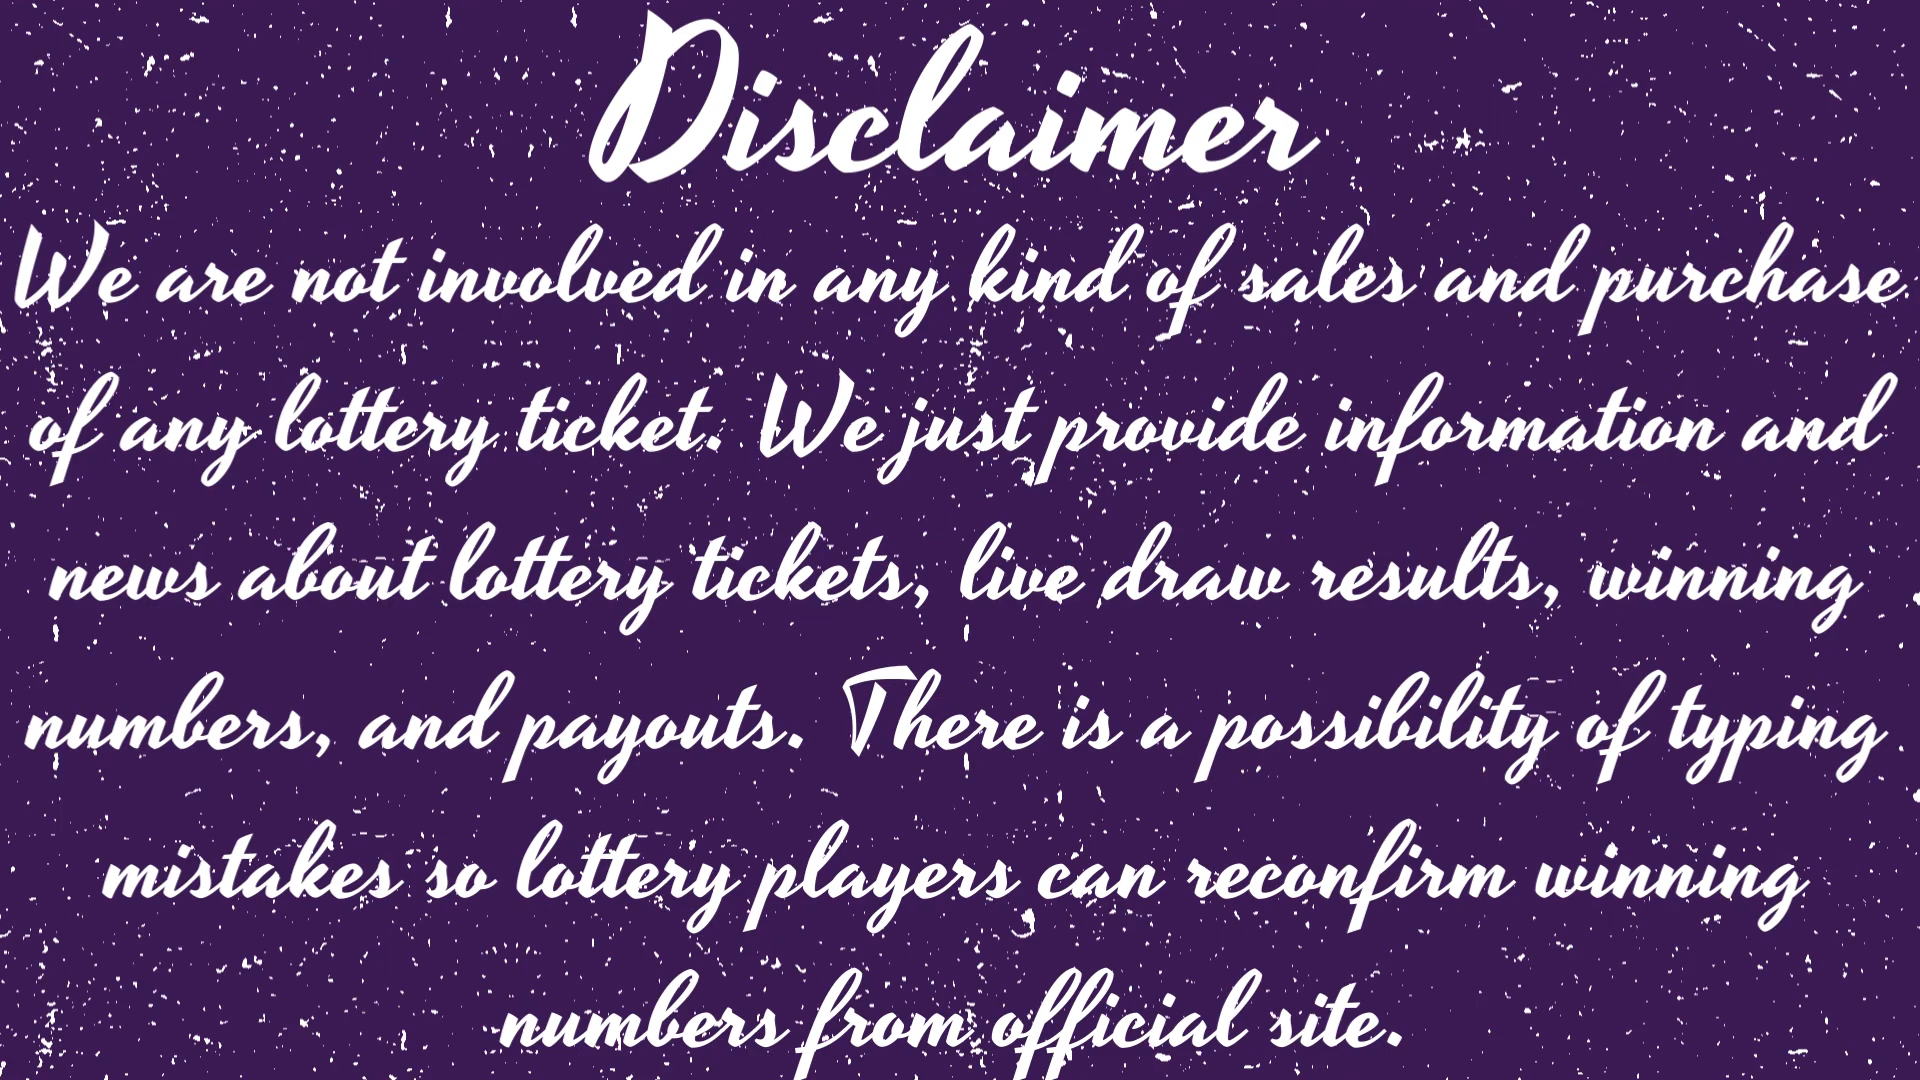 Disclaimer
We are not involved in any kind of sales and purchase
of any lottery ticket. We just provide information and
news about lottery tickets, live draw results, winning
numbers, and payouts. There is a possibility of typing
mistakes so lottery players can reconfirm winning
numbers from official site.